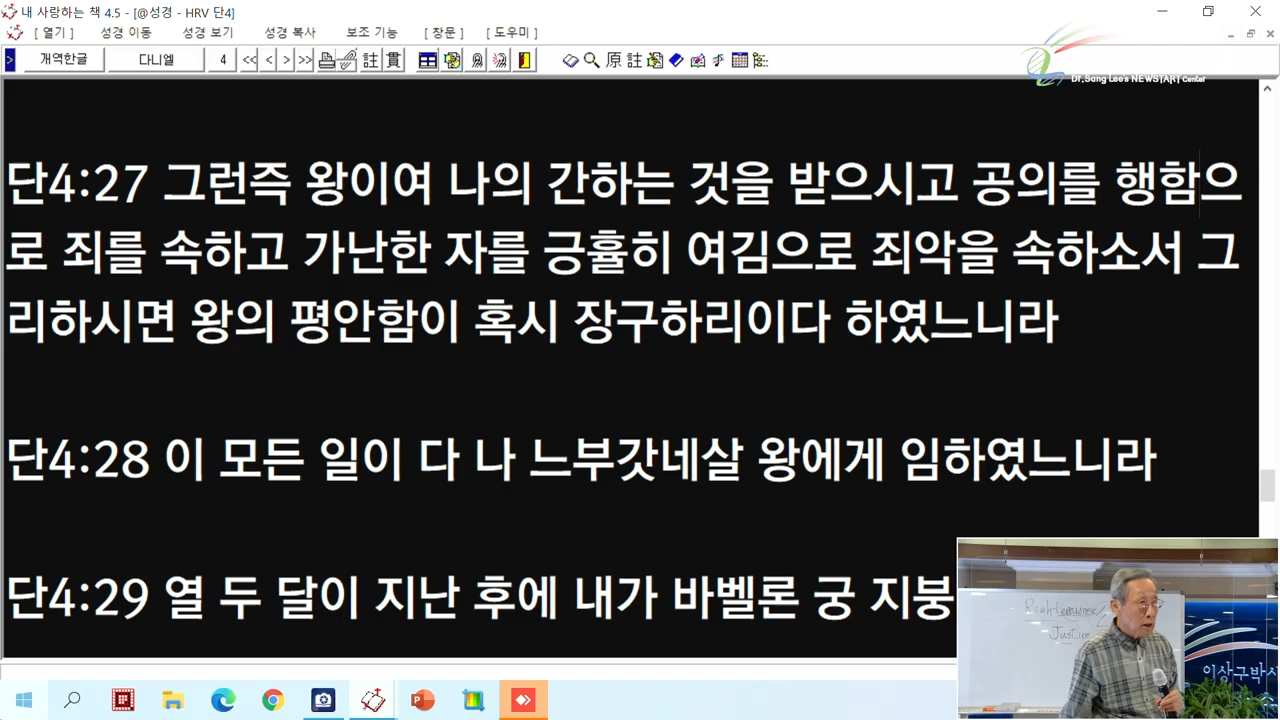 내 사랑하는 책 4.5 - [@성경 - HRV 단4]
[ 열기 ] 성경 이동 성경 보기 성경 복사 보조 기능 [ 창문 ] [ 도우미 ]
개역한글 다니엘 4 << < > >> 註 貫 原 註
Dr.Sang Lee's NEWSTART Center
단4:27 그런즉 왕이여 나의 간하는 것을 받으시고 공의를 행함으
로 죄를 속하고 가난한 자를 긍휼히 여김으로 죄악을 속하소서 그
리하시면 왕의 평안함이 혹시 장구하리이다 하였느니라
단4:28 이 모든 일이 다 나 느부갓네살 왕에게 임하였느니라
단4:29 열 두 달이 지난 후에 내가 바벨론 궁 지붕
Justice
이상구박사